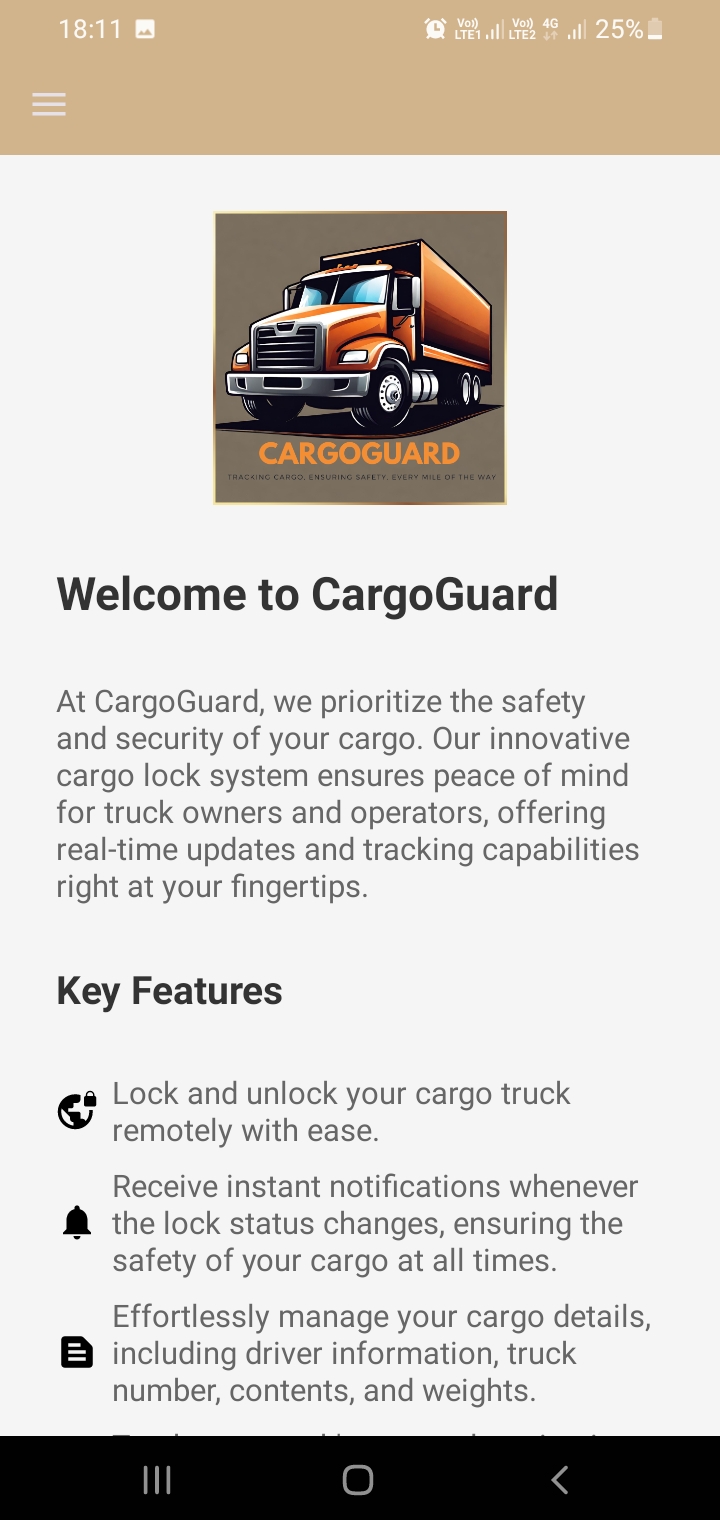 18:11
Vo)) LTE1 Vo)) LTE2 4G 25%
CARGOGUARD
TRACKING CARGO, ENSURING SAFETY, EVERY MILE OF THE WAY
Welcome to CargoGuard
At CargoGuard, we prioritize the safety
and security of your cargo. Our innovative
cargo lock system ensures peace of mind
for truck owners and operators, offering
real-time updates and tracking capabilities
right at your fingertips.
Key Features
Lock and unlock your cargo truck
remotely with ease.
Receive instant notifications whenever
the lock status changes, ensuring the
safety of your cargo at all times.
Effortlessly manage your cargo details,
including driver information, truck
number, contents, and weights.